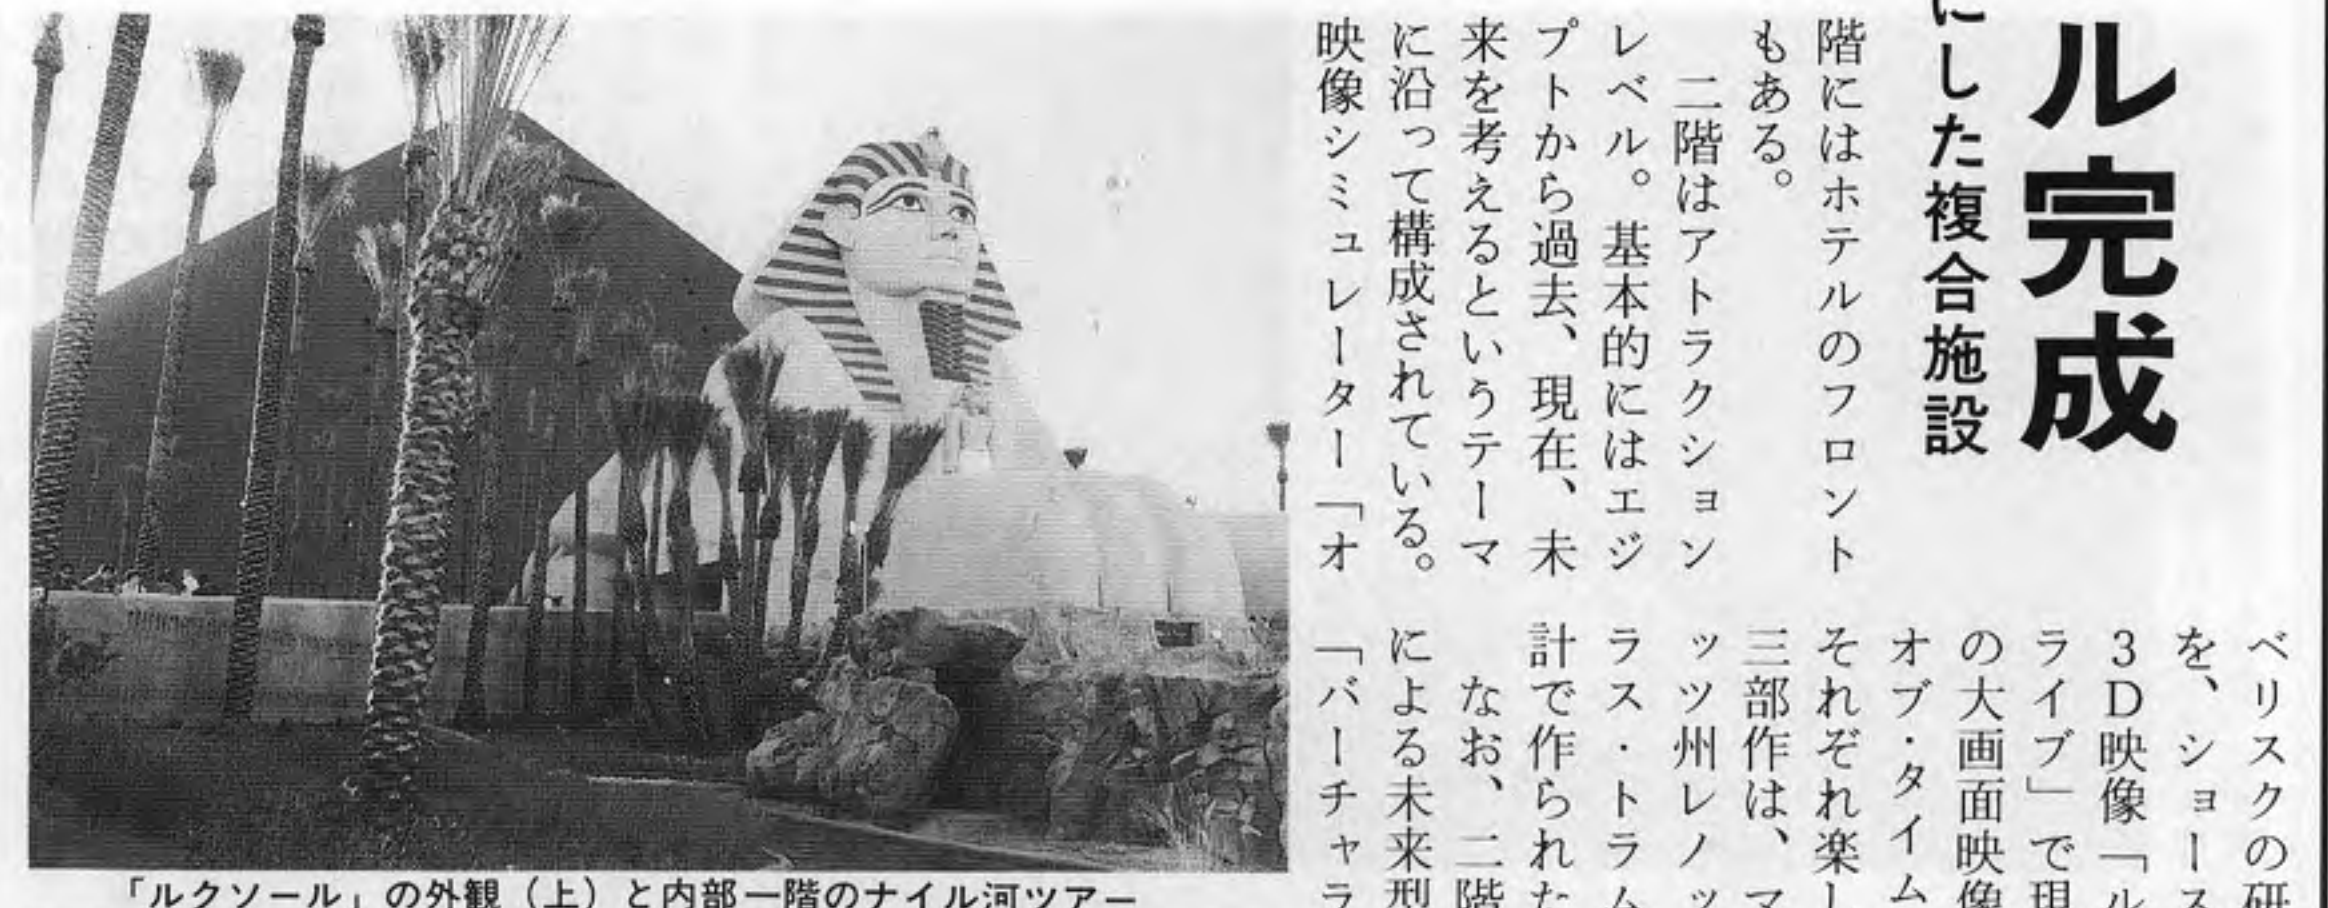 ル完成
にした複合施設
階にはホテルのフロント
もある。
二階はアトラクション
レベル。基本的にはエジ
プトから過去、現在、未
来を考えるというテーマ
に沿って構成されている。
映像シミュレーター「オ
ベリスクの研
を、ショース
3D映像「ル
ライブ」で現
の大画面映像
オブ・タイム
それぞれ楽し
三部作は、マ
ッツ州レノッ
ラス・トラム
計で作られた
なお、二階
による未来型
「バーチャラ
「ルクソール」の外観（上）と内部一階のナイル河ツアー